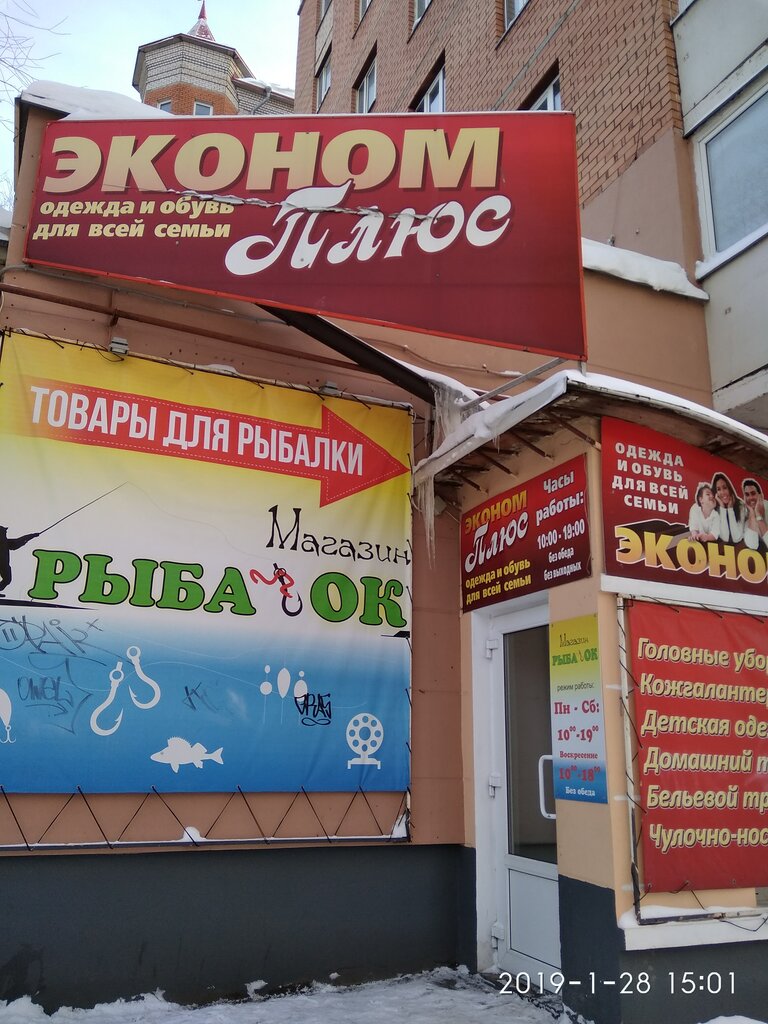 ЭКОНОМ
одежда и обувь
для всей семьи
Плюс
ТОВАРЫ ДЛЯ РЫБАЛКИ
Магазин
РЫБАЧОК
ЭКОНОМ
Плюс
одежда и обувь
для всей семьи
Часы
работы:
10:00 - 19:00
без обеда
без выходных
ОДЕЖДА
И ОБУВЬ
ДЛЯ ВСЕЙ
СЕМЬИ
ЭКОНО
Магазин
РЫБАЧОК
режим работы:
Пн - Сб:
10⁰⁰-19⁰⁰
Воскресение
10⁰⁰-18⁰⁰
Без обеда
Головные убо
Кожгалантер
Детская оде
Домашний т
Бельевой тр
Чулочно-нос
2019-1-28 15:01